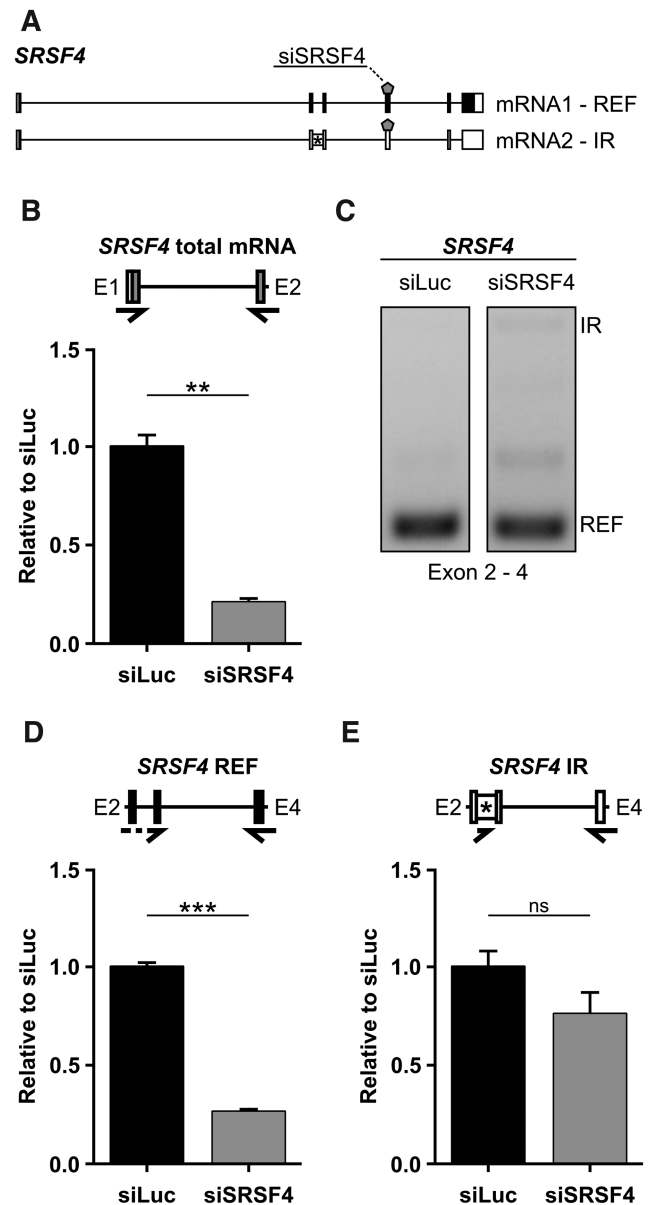 A
SRSF4
siSRSF4
mRNA1 - REF
*
mRNA2 - IR
B
SRSF4 total mRNA
E1
E2
1.5
1.0
0.5
0.0
Relative to siLuc
**
siLuc
siSRSF4
C
SRSF4
siLuc
siSRSF4
IR
REF
Exon 2 - 4
D
SRSF4 REF
E2
E4
1.5
1.0
0.5
0.0
Relative to siLuc
***
siLuc
siSRSF4
E
SRSF4 IR
E2
*
E4
1.5
1.0
0.5
0.0
Relative to siLuc
ns
siLuc
siSRSF4